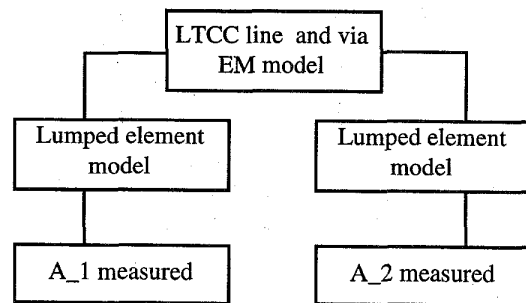 LTCC line and via
EM model
Lumped element
model
Lumped element
model
A_1 measured
A_2 measured